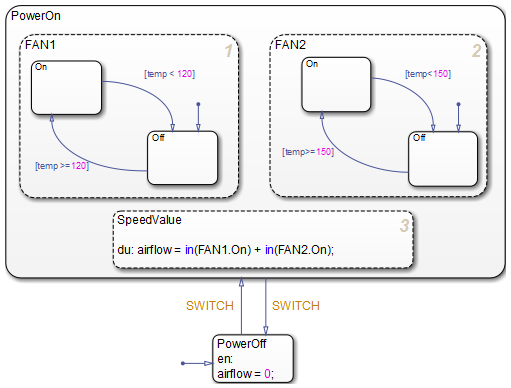 PowerOn
FAN1
1
On
[temp < 120]
Off
[temp >=120]
FAN2
2
On
[temp<150]
Off
[temp>=150]
SpeedValue
3
du: airflow = in(FAN1.On) + in(FAN2.On);
SWITCH
SWITCH
PowerOff
en:
airflow = 0;